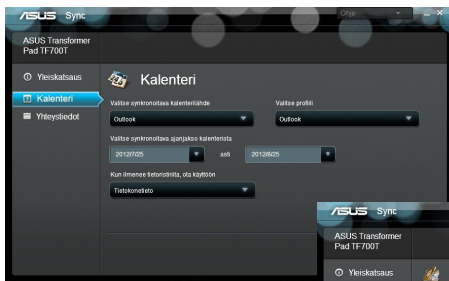 ASUS Sync
Ohje
ASUS Transformer
Pad TF700T
Yleiskatsaus
Kalenteri
Yhteystiedot
Kalenteri
Valitse synkronoitava kalenterilähde
Valitse profiili
Outlook
Outlook
Valitse synkronoitava ajanjakso kalenterista
2012/7/25
asti
2012/8/25
Kun ilmenee tietoristiriita, ota käyttöön
Tietokonetieto
ASUS Sync
ASUS Transformer
Pad TF700T
Yleiskatsaus